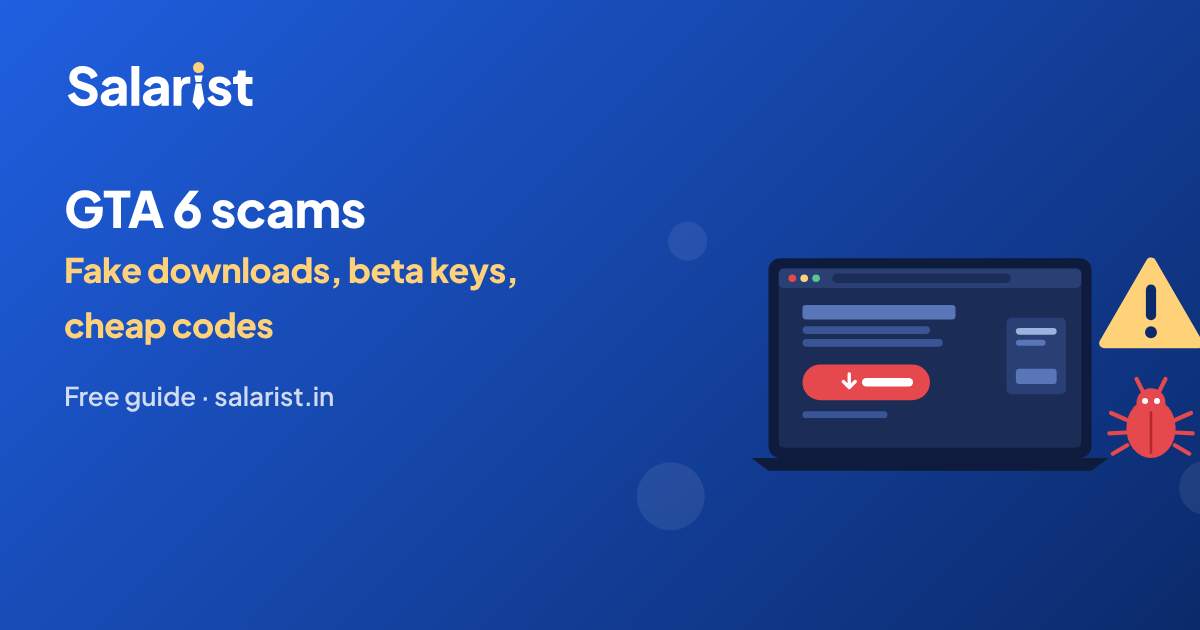 Salarist
GTA 6 scams
Fake downloads, beta keys,
cheap codes
Free guide · salarist.in